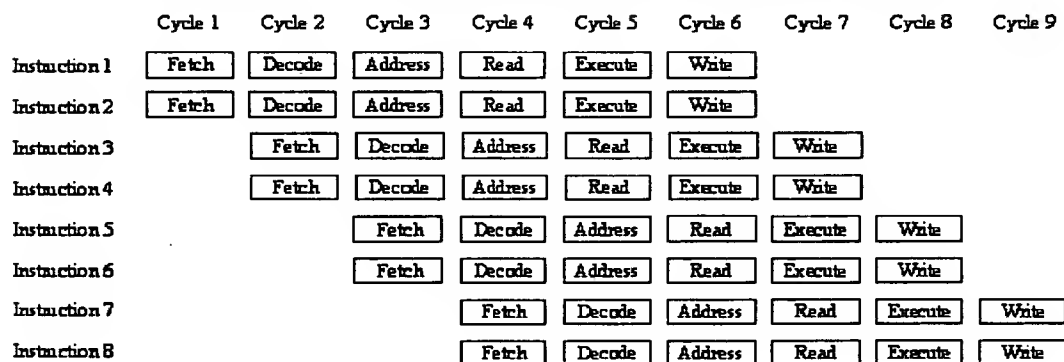 Cycle 1 Cycle 2 Cycle 3 Cycle 4 Cycle 5 Cycle 6 Cycle 7 Cycle 8 Cycle 9
Instruction 1 Fetch Decode Address Read Execute Write
Instruction 2 Fetch Decode Address Read Execute Write
Instruction 3 Fetch Decode Address Read Execute Write
Instruction 4 Fetch Decode Address Read Execute Write
Instruction 5 Fetch Decode Address Read Execute Write
Instruction 6 Fetch Decode Address Read Execute Write
Instruction 7 Fetch Decode Address Read Execute Write
Instruction 8 Fetch Decode Address Read Execute Write